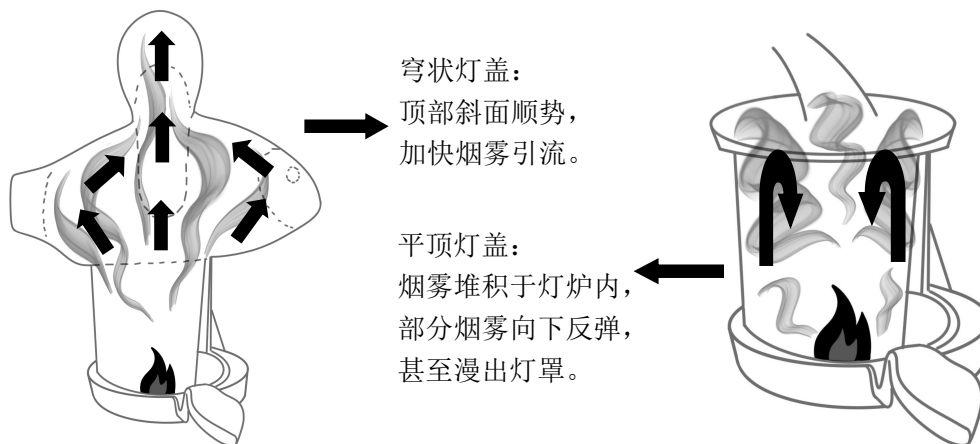 穹状灯盖：
顶部斜面顺势，
加快烟雾引流。
平顶灯盖：
烟雾堆积于灯炉内，
部分烟雾向下反弹，
甚至漫出灯罩。